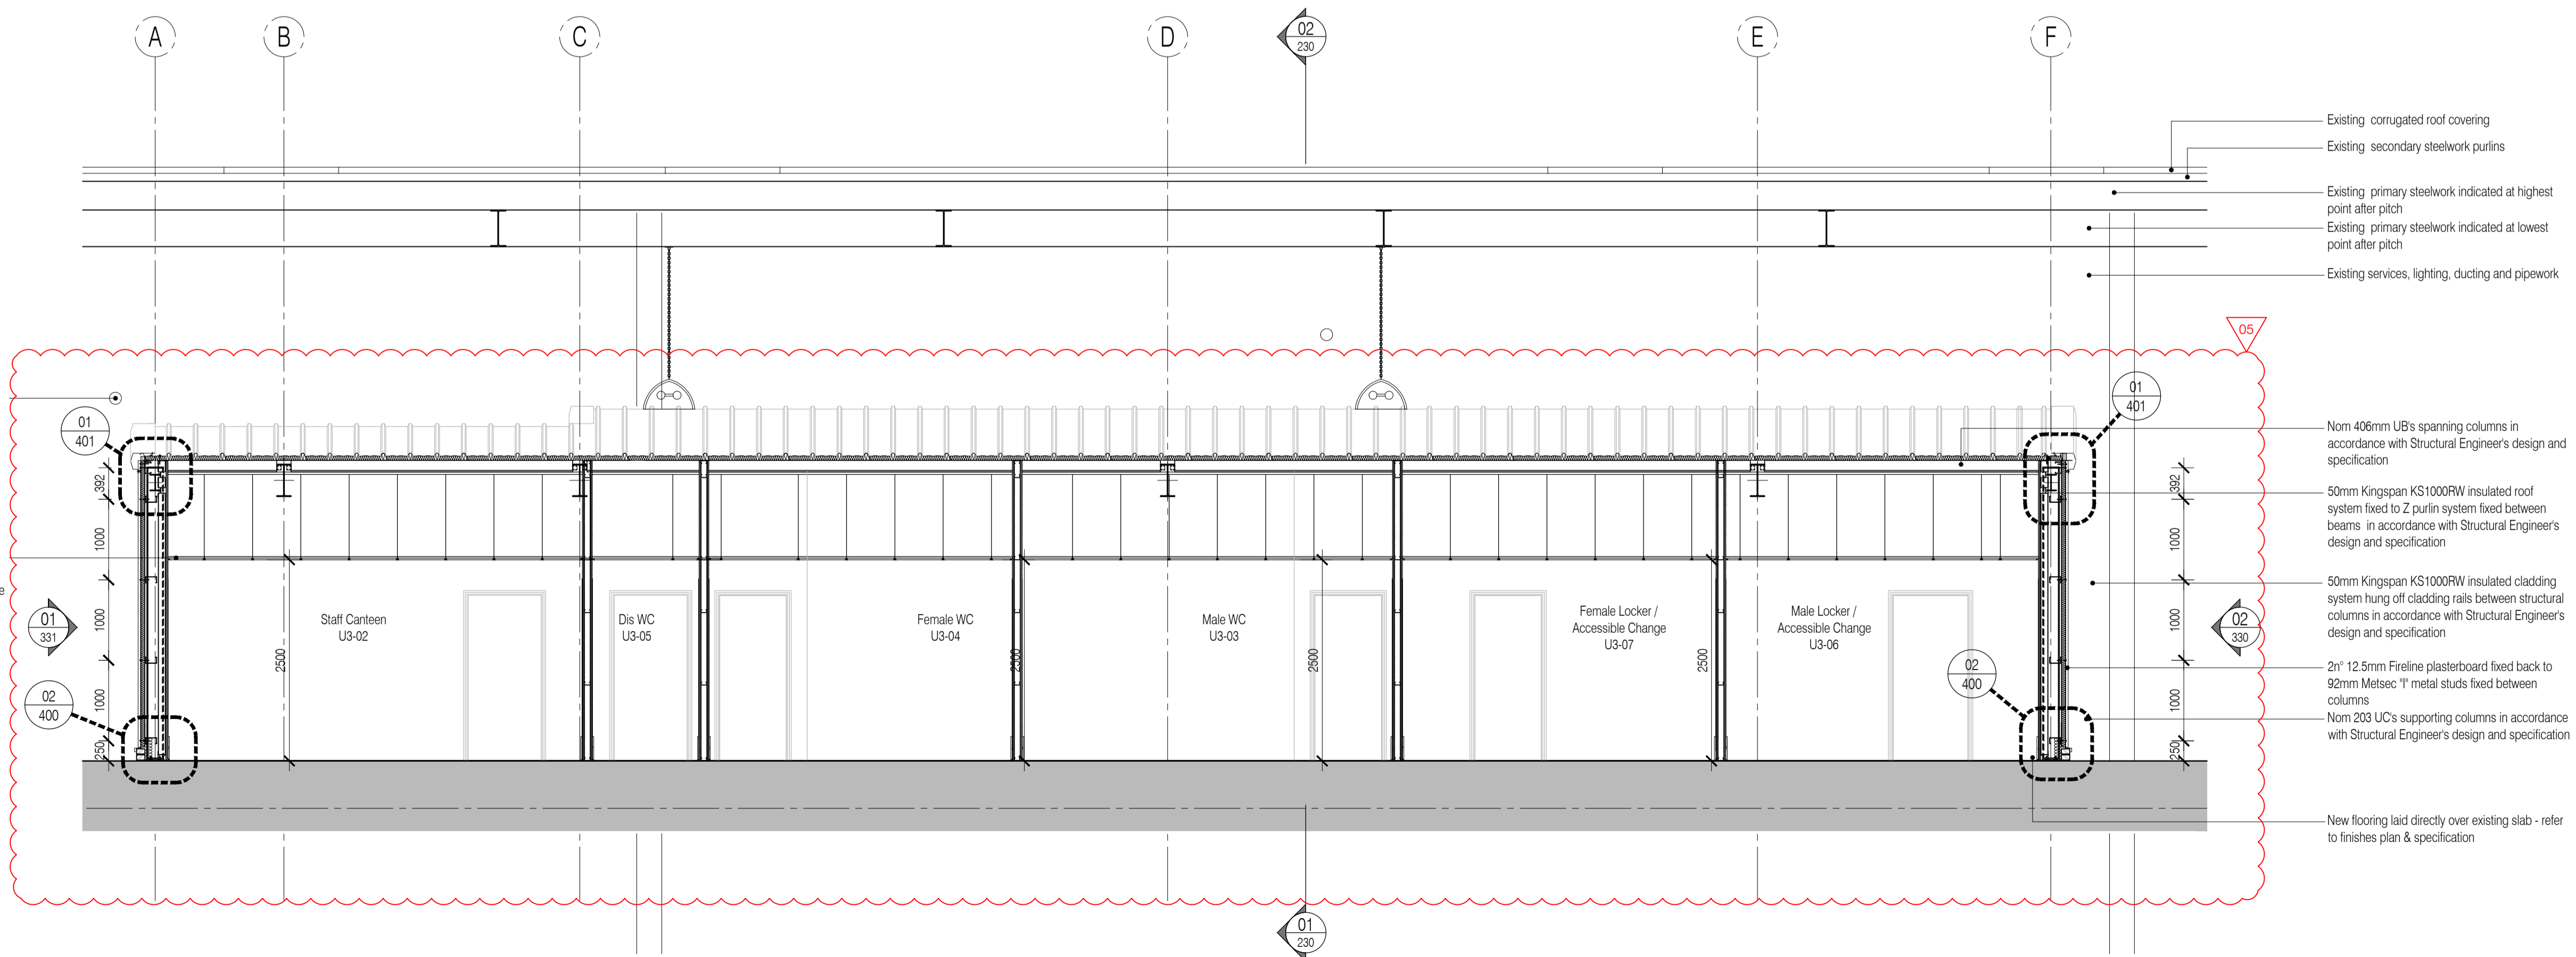 A
B
C
D
02
230
E
F
Existing corrugated roof covering
Existing secondary steelwork purlins
Existing primary steelwork indicated at highest
point after pitch
Existing primary steelwork indicated at lowest
point after pitch
Existing services, lighting, ducting and pipework
05
01
401
01
401
Nom 406mm UB's spanning columns in
accordance with Structural Engineer's design and
specification
50mm Kingspan KS1000RW insulated roof
system fixed to Z purlin system fixed between
beams in accordance with Structural Engineer's
design and specification
50mm Kingspan KS1000RW insulated cladding
system hung off cladding rails between structural
columns in accordance with Structural Engineer's
design and specification
2n° 12.5mm Fireline plasterboard fixed back to
92mm Metsec "I" metal studs fixed between
columns
Nom 203 UC's supporting columns in accordance
with Structural Engineer's design and specification
New flooring laid directly over existing slab - refer
to finishes plan & specification
392
1000
1000
1000
250
e
01
331
02
400
Staff Canteen
U3-02
2500
Dis WC
U3-05
Female WC
U3-04
2500
Male WC
U3-03
2500
Female Locker /
Accessible Change
U3-07
2500
Male Locker /
Accessible Change
U3-06
02
400
392
1000
1000
1000
250
02
330
01
230